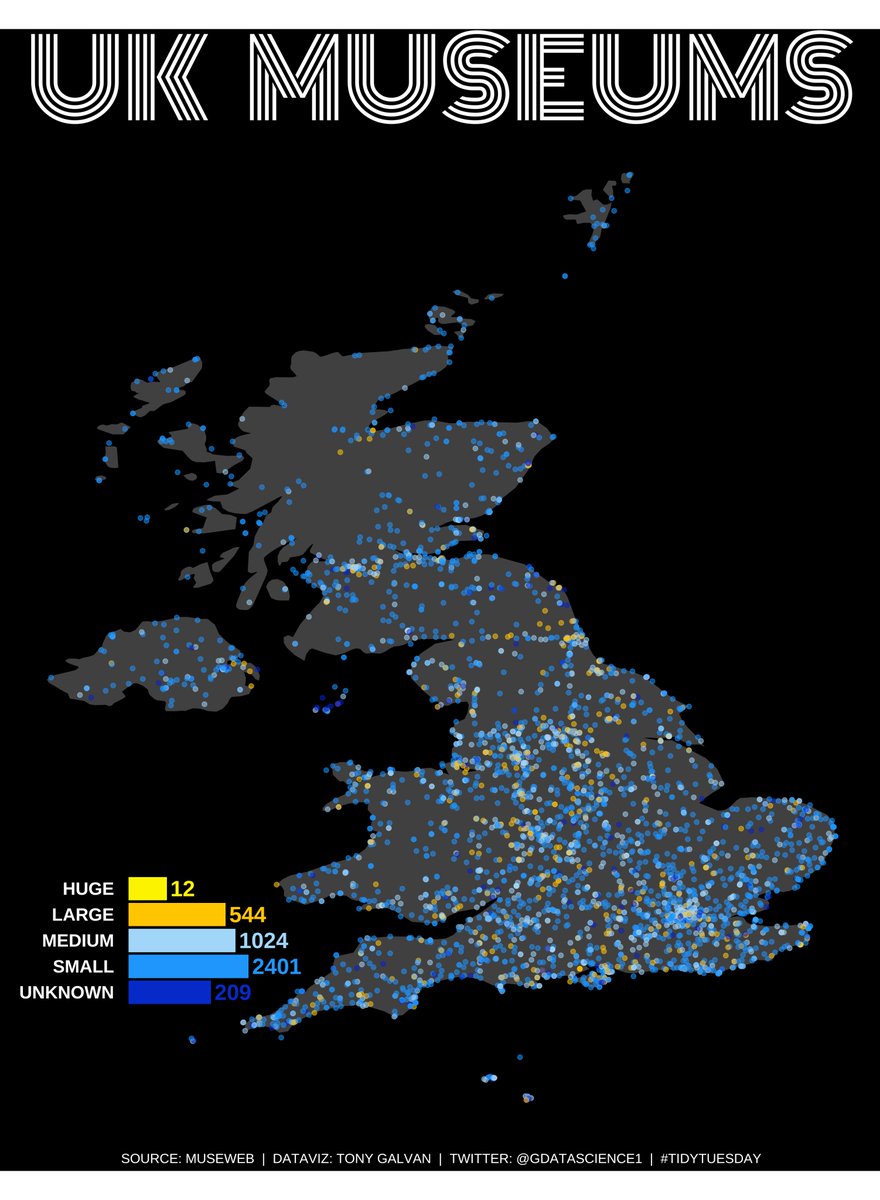 UK MUSEUMS
HUGE 12
LARGE 544
MEDIUM 1024
SMALL 2401
UNKNOWN 209
SOURCE: MUSEWEB | DATAVIZ: TONY GALVAN | TWITTER: @GDATASCIENCE1 | #TIDYTUESDAY